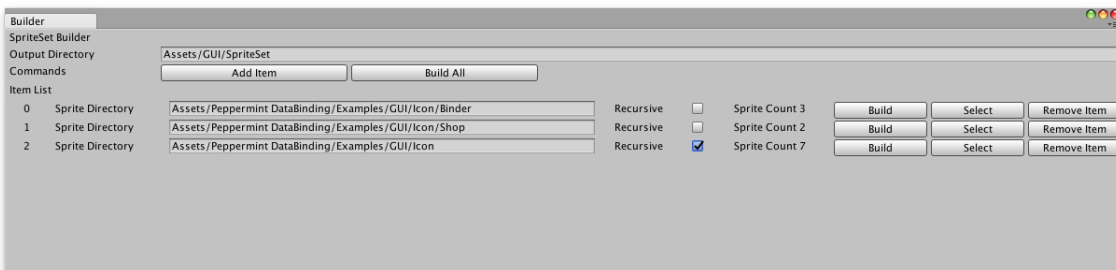 Builder
SpriteSet Builder
Output Directory Assets/GUI/SpriteSet
Commands Add Item Build All
Item List
0 Sprite Directory Assets/Peppermint DataBinding/Examples/GUI/Icon/Binder Recursive Sprite Count 3 Build Select Remove Item
1 Sprite Directory Assets/Peppermint DataBinding/Examples/GUI/Icon/Shop Recursive Sprite Count 2 Build Select Remove Item
2 Sprite Directory Assets/Peppermint DataBinding/Examples/GUI/Icon Recursive Sprite Count 7 Build Select Remove Item